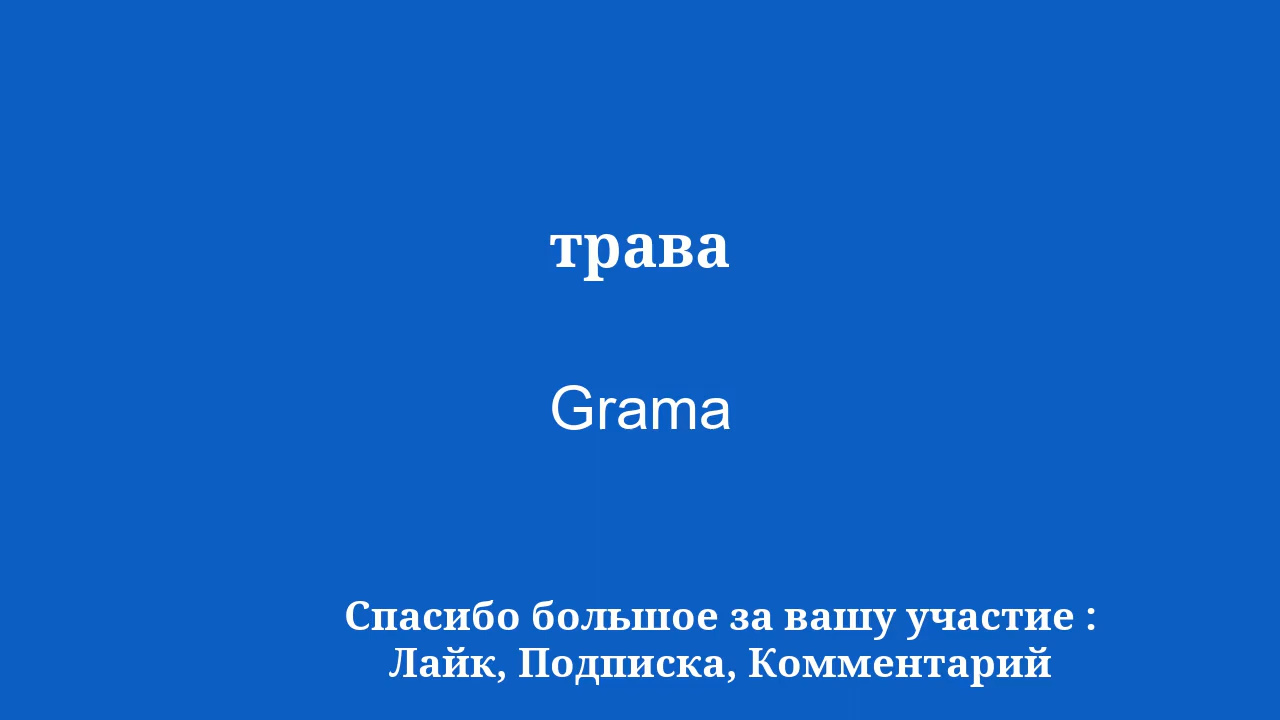 трава
Grama
Спасибо большое за вашу участие :
Лайк, Подписка, Комментарий